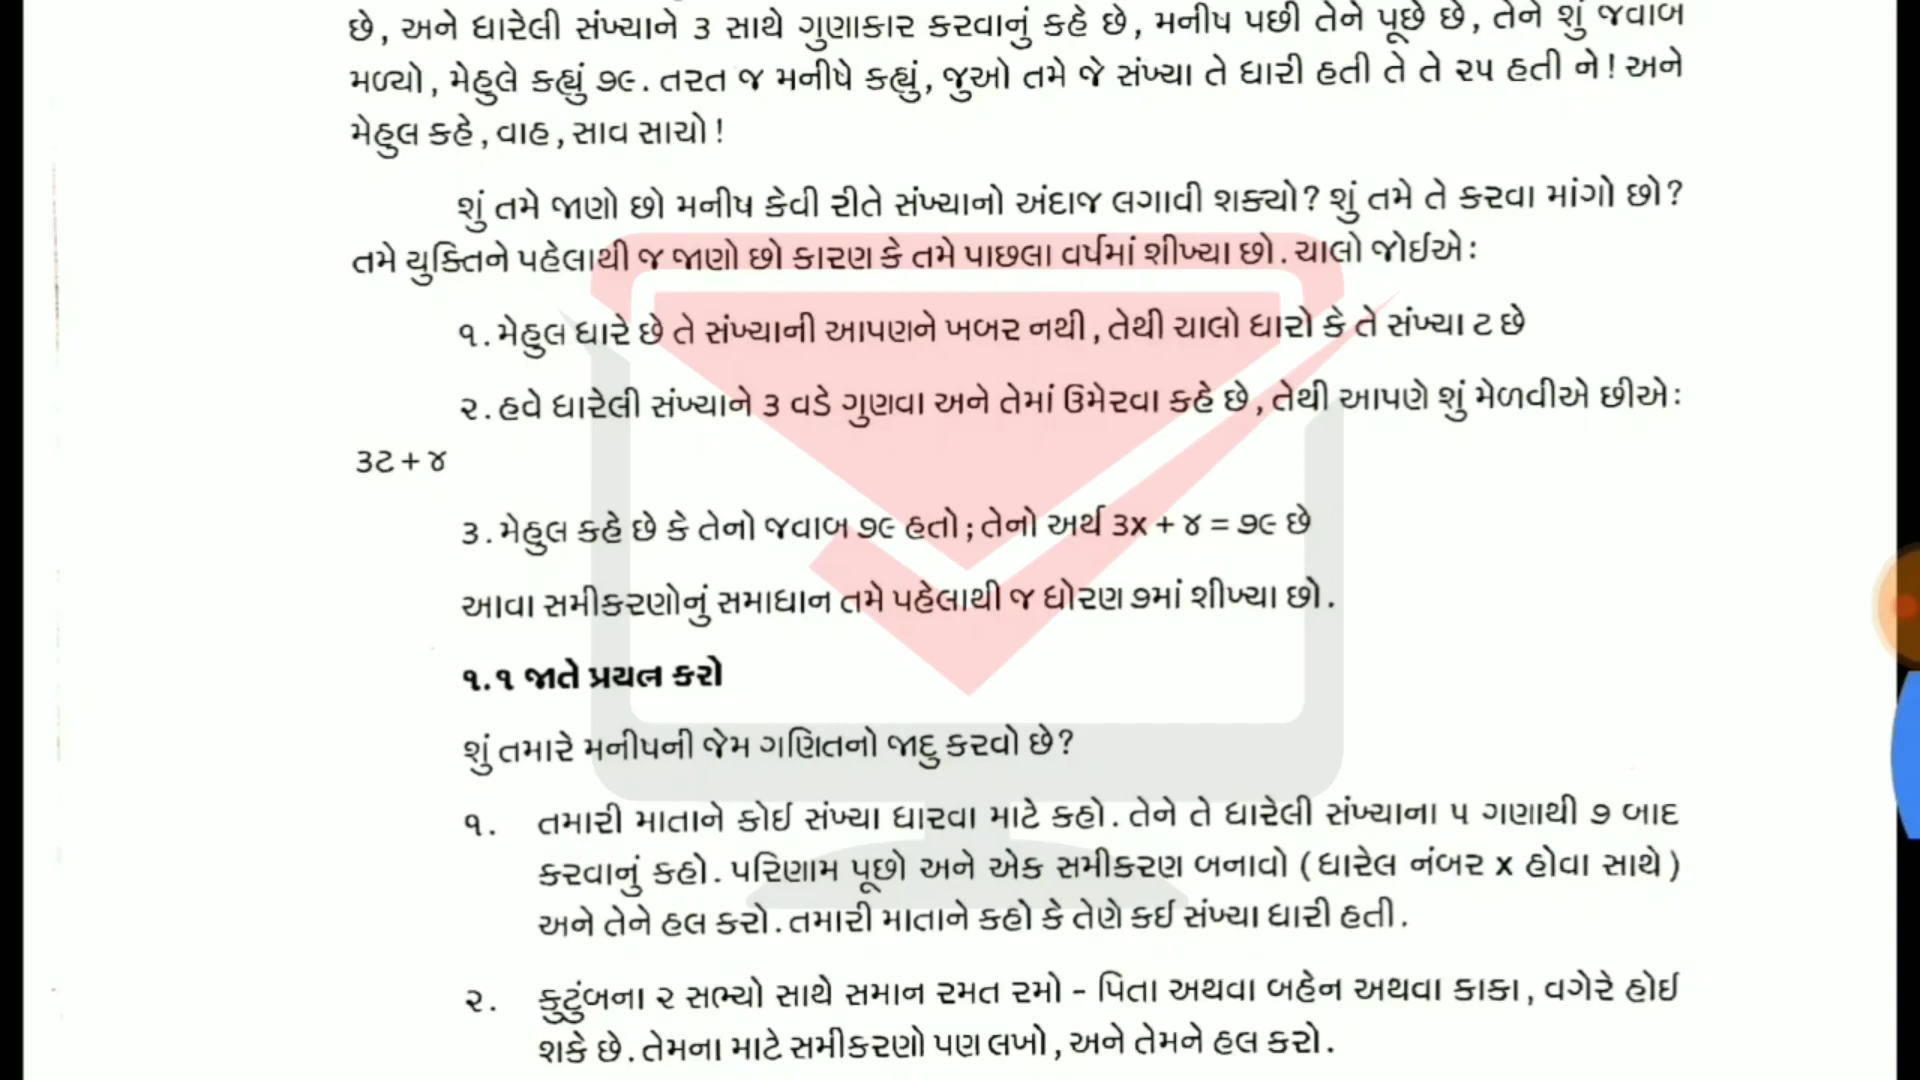 છે, અને ધારેલી સંખ્યાને ૩ સાથે ગુણાકાર કરવાનું કહે છે, મનીષ પછી તેને પૂછે છે, તેને શું જવાબ
મળ્યો, મેહુલે કહ્યું ૭૯. તરત જ મનીષે કહ્યું, જુઓ તમે જે સંખ્યા તે ધારી હતી તે તે ૨૫ હતી ને! અને
મેહુલ કહે, વાહ, સાવ સાચો!
શું તમે જાણો છો મનીષ કેવી રીતે સંખ્યાનો અંદાજ લગાવી શક્યો? શું તમે તે કરવા માંગો છો?
તમે યુક્તિને પહેલાથી જ જાણો છો કારણ કે તમે પાછલા વર્ષમાં શીખ્યા છો. ચાલો જોઈએ:
૧. મેહુલ ધારે છે તે સંખ્યાની આપણને ખબર નથી, તેથી ચાલો ધારો કે તે સંખ્યા ટ છે
૨. હવે ધારેલી સંખ્યાને ૩ વડે ગુણવા અને તેમાં ઉમેરવા કહે છે, તેથી આપણે શું મેળવીએ છીએ:
૩ટ + ૪
૩. મેહુલ કહે છે કે તેનો જવાબ ૭૯ હતો; તેનો અર્થ ૩x + ૪ = ૭૯ છે
આવા સમીકરણોનું સમાધાન તમે પહેલાથી જ ધોરણ ૭માં શીખ્યા છો.
૧.૧ જાતે પ્રયત્ન કરો
શું તમારે મનીષની જેમ ગણિતનો જાદુ કરવો છે?
૧. તમારી માતાને કોઈ સંખ્યા ધારવા માટે કહો. તેને તે ધારેલી સંખ્યાના ૫ ગણાથી ૭ બાદ
કરવાનું કહો. પરિણામ પૂછો અને એક સમીકરણ બનાવો (ધારેલ નંબર x હોવા સાથે)
અને તેને હલ કરો. તમારી માતાને કહો કે તેણે કઈ સંખ્યા ધારી હતી.
૨. કુટુંબના ૨ સભ્યો સાથે સમાન રમત રમો - પિતા અથવા બહેન અથવા કાકા, વગેરે હોઈ
શકે છે. તેમના માટે સમીકરણો પણ લખો, અને તેમને હલ કરો.